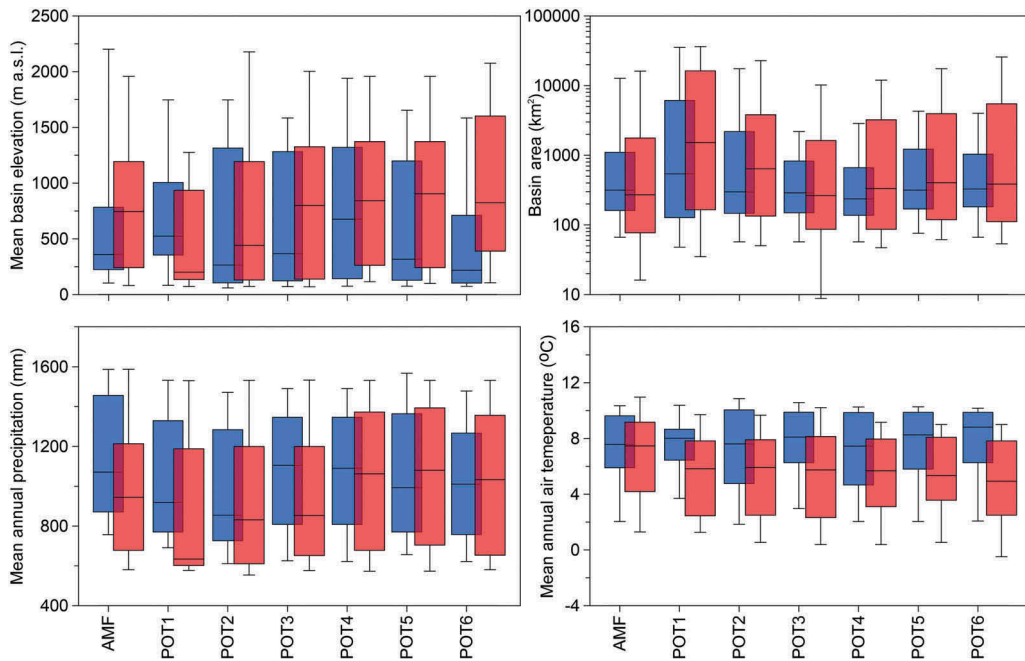 Mean basin elevation (m a.s.l.)
2500
2000
1500
1000
500
0
Basin area (km²)
100000
10000
1000
100
10
Mean annual precipitation (mm)
1600
1200
800
400
AMF
POT1
POT2
POT3
POT4
POT5
POT6
Mean annual air temeperature (°C)
16
12
8
4
0
-4
AMF
POT1
POT2
POT3
POT4
POT5
POT6